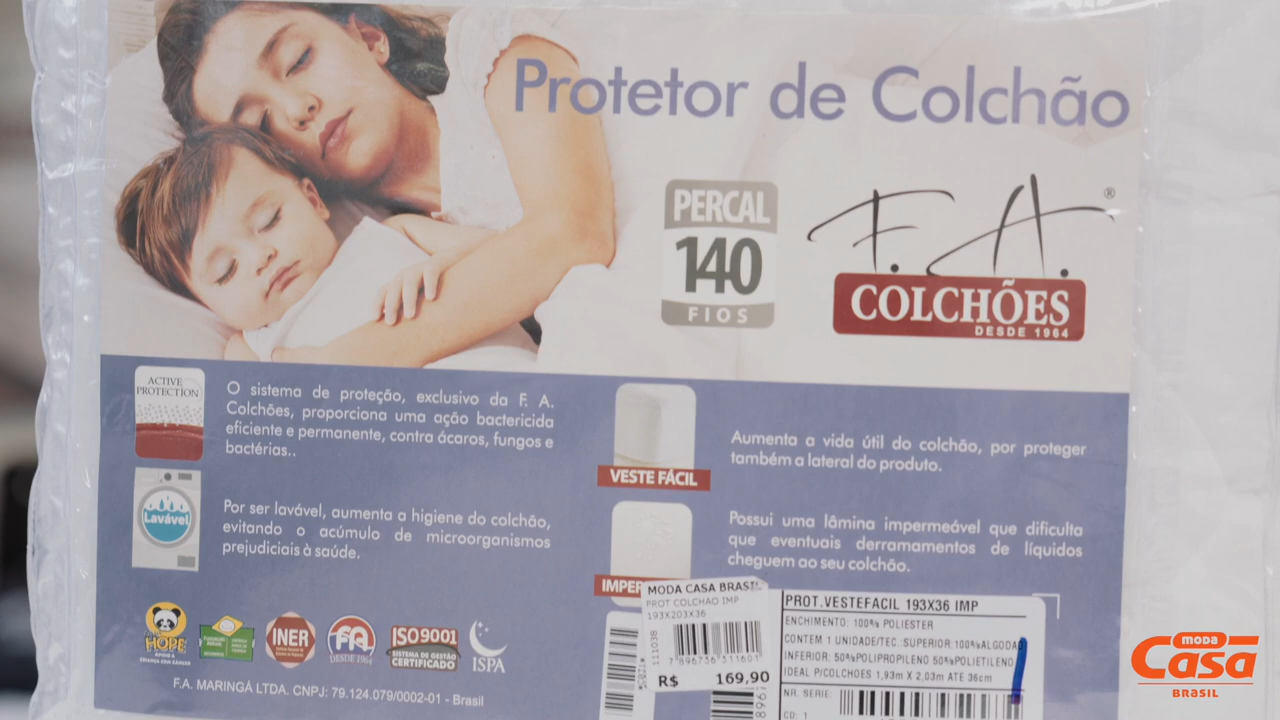 Protetor de Colchão
PERCAL
140
FIOS
F. A.®
COLCHÕES
DESDE 1964
ACTIVE
PROTECTION
O sistema de proteção, exclusivo da F. A.
Colchões, proporciona uma ação bactericida
eficiente e permanente, contra ácaros, fungos e
bactérias..
VESTE FÁCIL
Aumenta a vida útil do colchão, por proteger
também a lateral do produto.
Lavável
Por ser lavável, aumenta a higiene do colchão,
evitando o acúmulo de microorganismos
prejudiciais à saúde.
Possui uma lâmina impermeável que dificulta
que eventuais derramamentos de líquidos
cheguem ao seu colchão.
HOPE
INER
FA
DESDE 1964
ISO9001
SISTEMA DE GESTÃO
CERTIFICADO
ISPA
F.A. MARINGÁ LTDA. CNPJ: 79.124.079/0002-01 - Brasil
MODA CASA BRASIL
PROT COLCHAO IMP
193X203X36
111038
7896736311601
R$ 169,90
PROT.VESTEFACIL 193X36 IMP
ENCHIMENTO: 100% POLIESTER
CONTEM 1 UNIDADE/TEC.SUPERIOR:100%ALGODAO
INFERIOR: 50%POLIPROPILENO 50%POLIETILENO
IDEAL P/COLCHOES 1,93m X 2,03m ATE 36cm
NR. SERIE:
CD: 1
moda
Casa
BRASIL